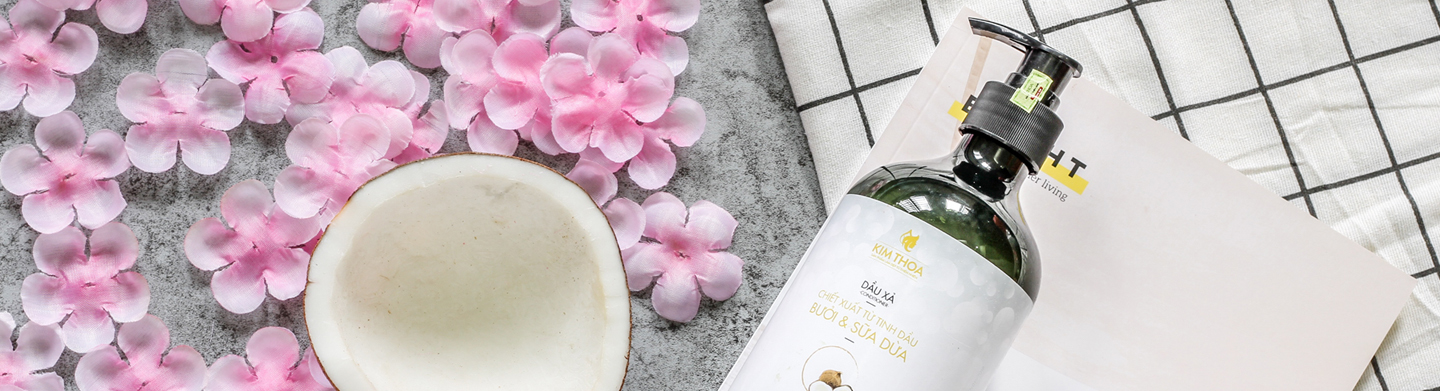 HT
er living
KIM THOA
DẦU XẢ
CONDITIONER
CHIẾT XUẤT TỪ TINH DẦU
BƯỞI & SỮA DỪA